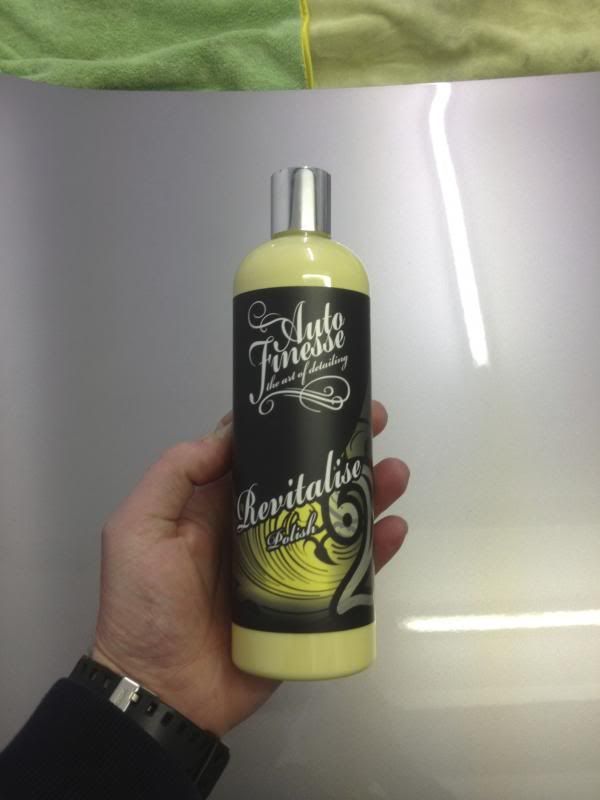 Auto
Finesse
the art of detailing
Revitalise
Polish
2